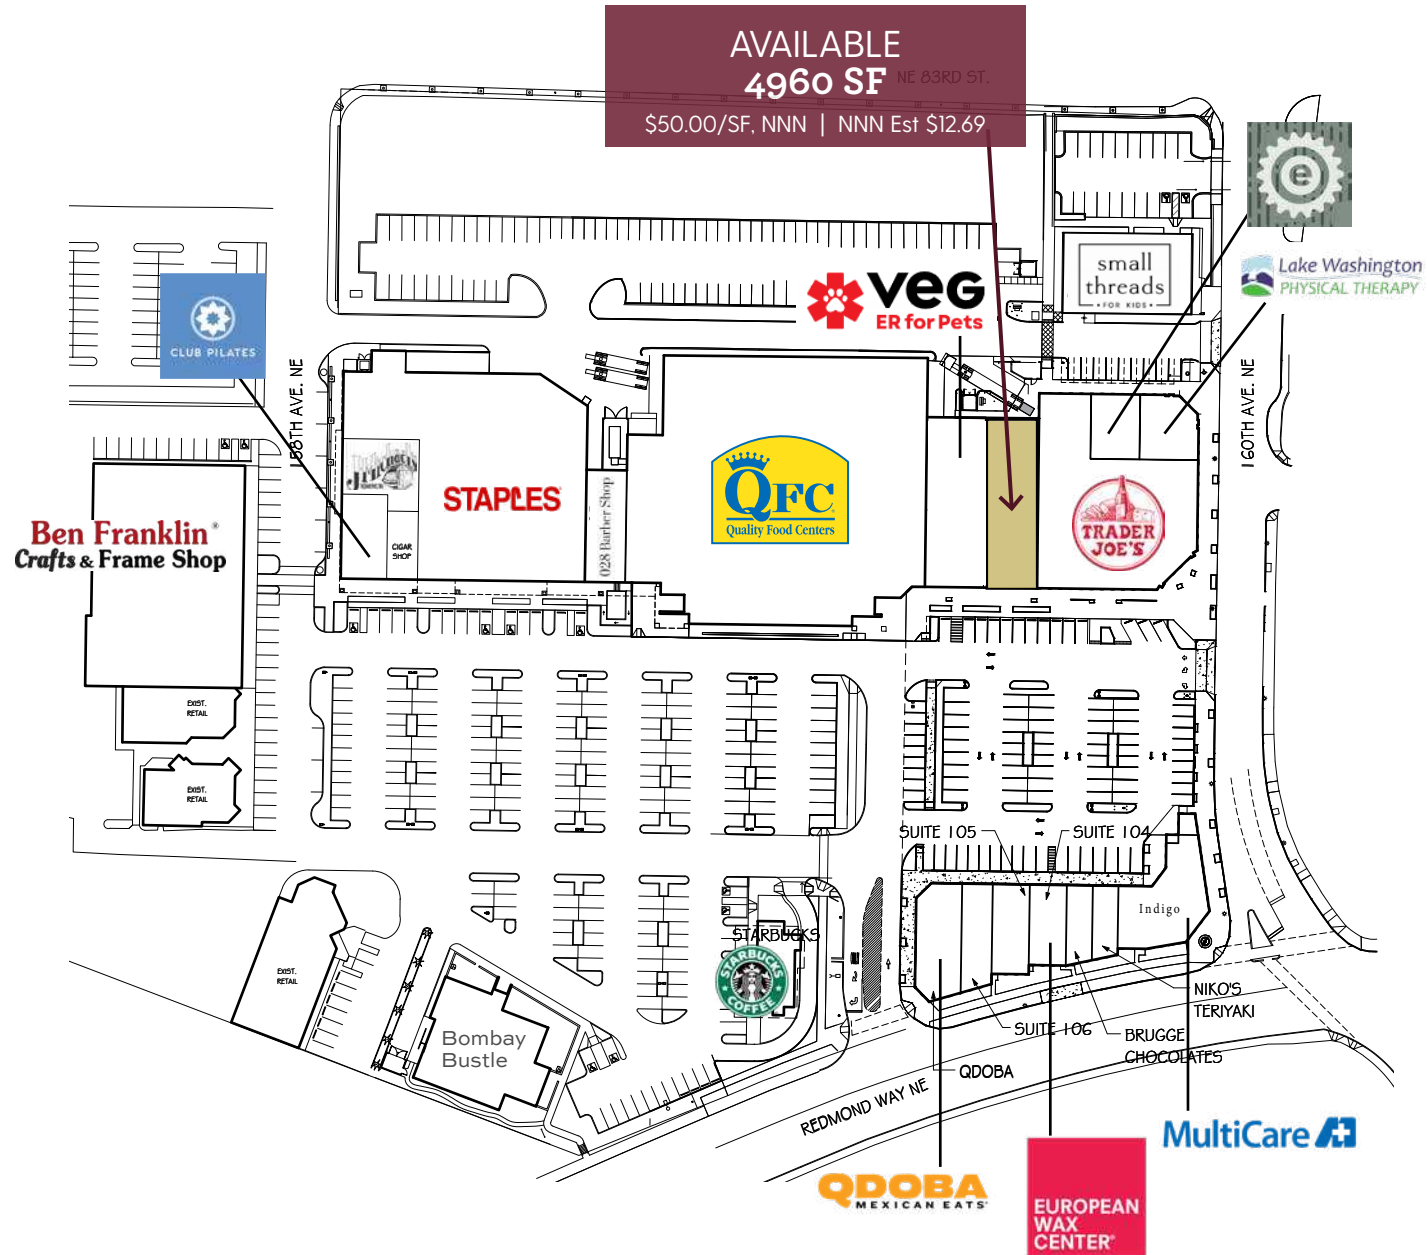 AVAILABLE
4960 SF
NE 83RD ST.
$50.00/SF, NNN | NNN Est $12.69
e
Lake Washington
PHYSICAL THERAPY
small
threads
• FOR KIDS •
VEG
ER for Pets
CLUB PILATES
158TH AVE. NE
160TH AVE. NE
STAPLES
CIGAR
SHOP
028 Barber Shop
QFC
Quality Food Centers
TRADER
JOE'S
Ben Franklin®
Crafts & Frame Shop
EXIST.
RETAIL
EXIST.
RETAIL
SUITE 105
SUITE 104
Indigo
STARBUCKS
STARBUCKS
COFFEE
EXIST.
RETAIL
Bombay
Bustle
NIKO'S
TERIYAKI
SUITE 106
BRUGGE
CHOCOLATES
QDOBA
REDMOND WAY NE
MultiCare
QDOBA
MEXICAN EATS
EUROPEAN
WAX
CENTER